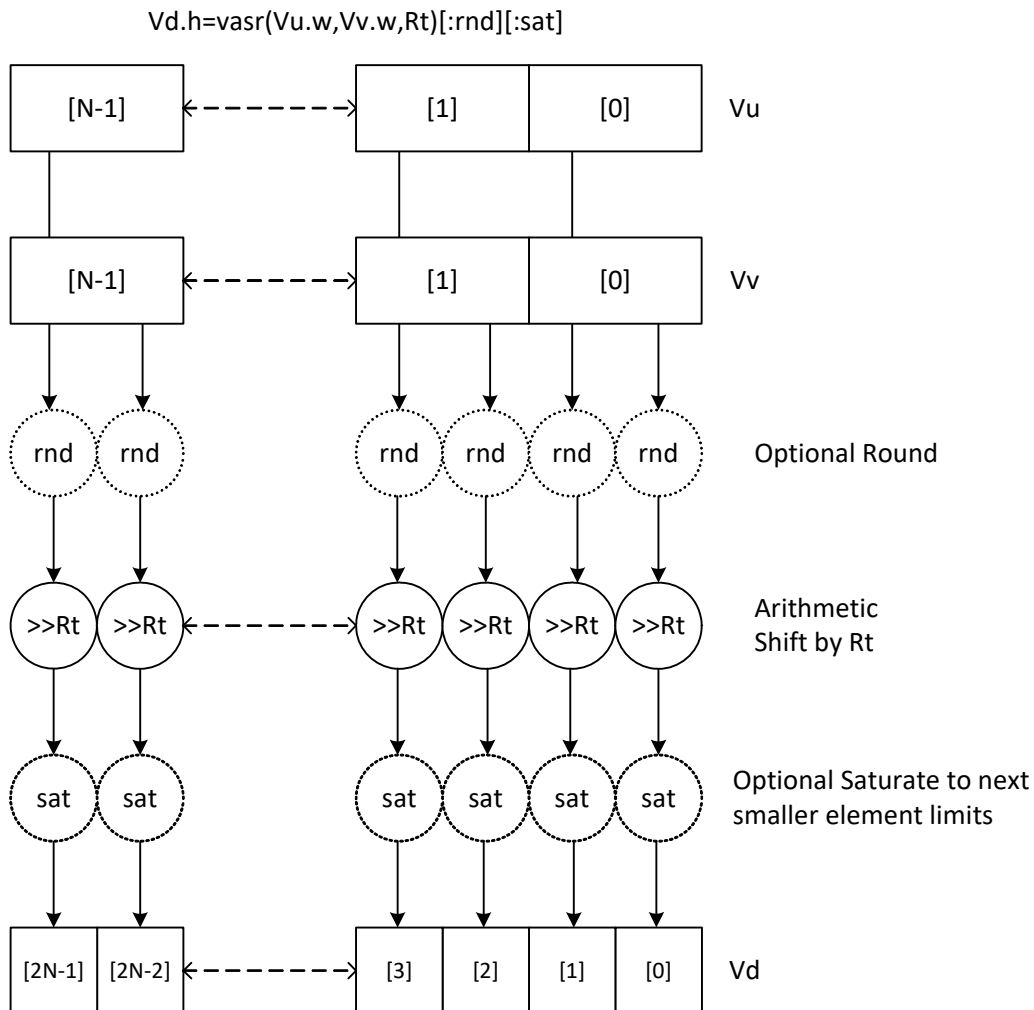 Vd.h=vasr(Vu.w,Vv.w,Rt)[:rnd][:sat]
[N-1] [1] [0] Vu
[N-1] [1] [0] Vv
rnd rnd rnd rnd rnd rnd Optional Round
>>Rt >>Rt >>Rt >>Rt >>Rt >>Rt Arithmetic
Shift by Rt
sat sat sat sat sat sat Optional Saturate to next
smaller element limits
[2N-1] [2N-2] [3] [2] [1] [0] Vd